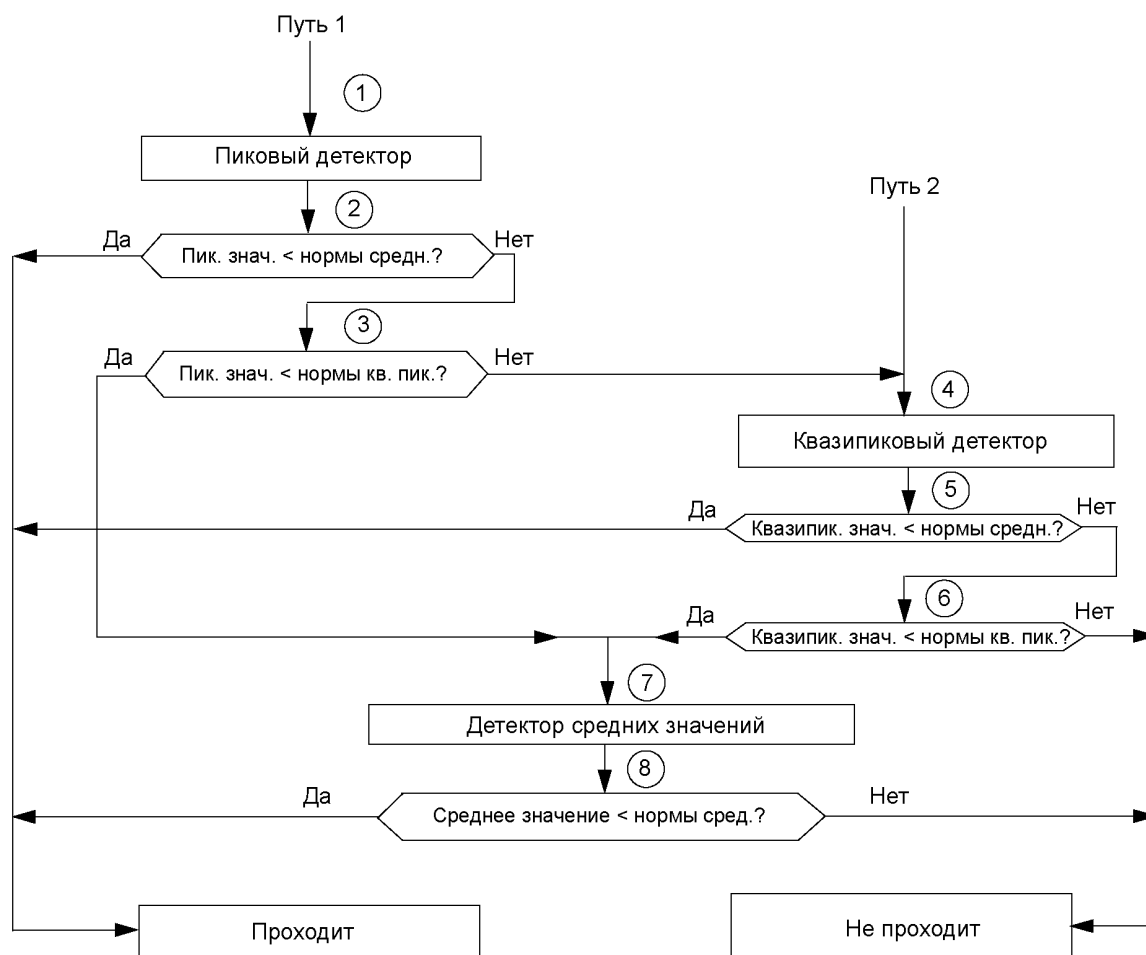 Путь 1
1
Пиковый детектор
Путь 2
2
Да
Нет
Пик. знач. < нормы средн.?
3
Да
Нет
Пик. знач. < нормы кв. пик.?
4
Квазипиковый детектор
5
Да
Нет
Квазипик. знач. < нормы средн.?
6
Да
Нет
Квазипик. знач. < нормы кв. пик.?
7
Детектор средних значений
8
Да
Нет
Среднее значение < нормы сред.?
Проходит
Не проходит